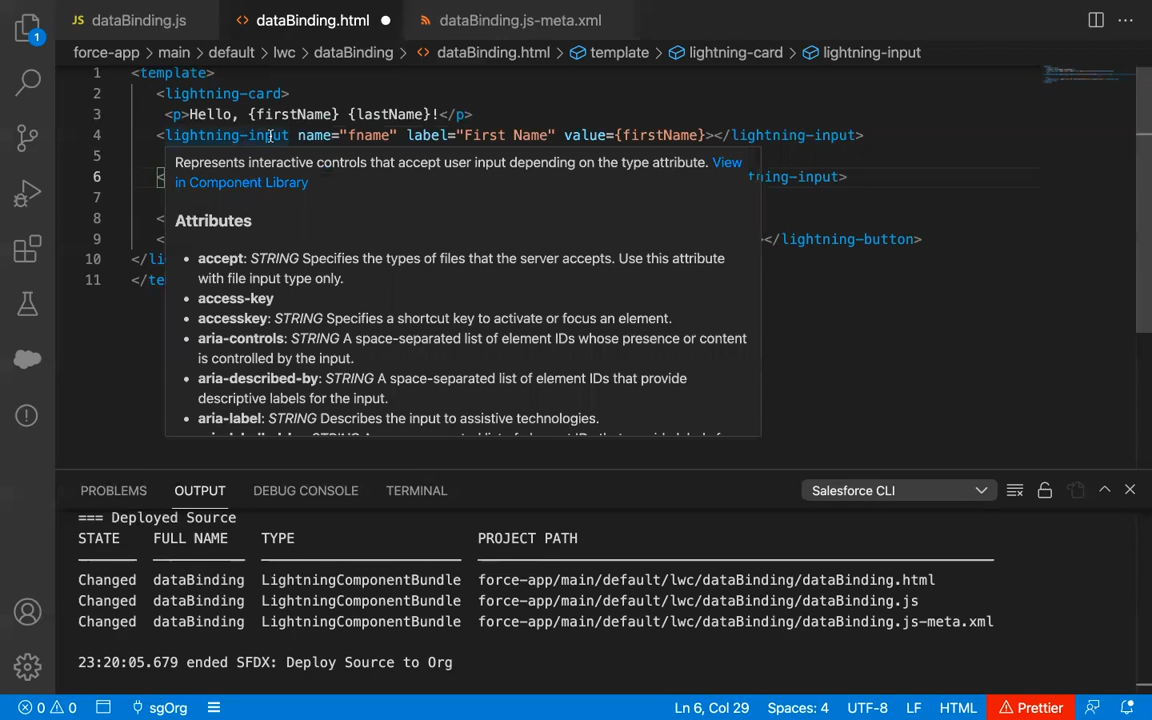 JS dataBinding.js
<> dataBinding.html
dataBinding.js-meta.xml
1
force-app > main > default > lwc > dataBinding > <> dataBinding.html > template > lightning-card > lightning-input
1 <template>
2 <lightning-card>
3 <p>Hello, {firstName} {lastName}!</p>
4 <lightning-input name="fname" label="First Name" value={firstName}></lightning-input>
5
6 < tning-input>
7
8 <
9 < ></lightning-button>
10 </li
11 </te
Represents interactive controls that accept user input depending on the type attribute. View
in Component Library
Attributes
• accept: STRING Specifies the types of files that the server accepts. Use this attribute
with file input type only.
• access-key
• accesskey: STRING Specifies a shortcut key to activate or focus an element.
• aria-controls: STRING A space-separated list of element IDs whose presence or content
is controlled by the input.
• aria-described-by: STRING A space-separated list of element IDs that provide
descriptive labels for the input.
• aria-label: STRING Describes the input to assistive technologies.
PROBLEMS OUTPUT DEBUG CONSOLE TERMINAL Salesforce CLI
=== Deployed Source
STATE FULL NAME TYPE PROJECT PATH
Changed dataBinding LightningComponentBundle force-app/main/default/lwc/dataBinding/dataBinding.html
Changed dataBinding LightningComponentBundle force-app/main/default/lwc/dataBinding/dataBinding.js
Changed dataBinding LightningComponentBundle force-app/main/default/lwc/dataBinding/dataBinding.js-meta.xml
23:20:05.679 ended SFDX: Deploy Source to Org
0 0 sgOrg Ln 6, Col 29 Spaces: 4 UTF-8 LF HTML Prettier